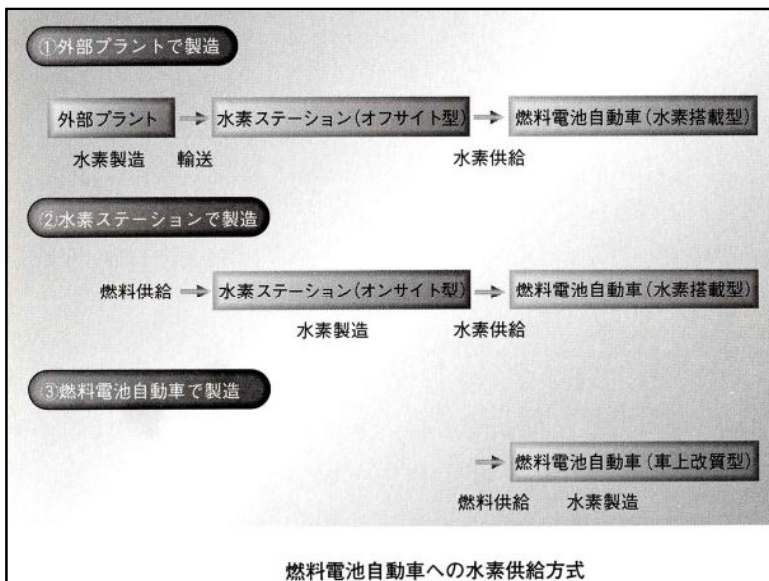 ①外部プラントで製造
外部プラント → 水素ステーション(オフサイト型) → 燃料電池自動車(水素搭載型)
水素製造 輸送 水素供給
②水素ステーションで製造
燃料供給 → 水素ステーション(オンサイト型) → 燃料電池自動車(水素搭載型)
水素製造 水素供給
③燃料電池自動車で製造
→ 燃料電池自動車(車上改質型)
燃料供給 水素製造
燃料電池自動車への水素供給方式